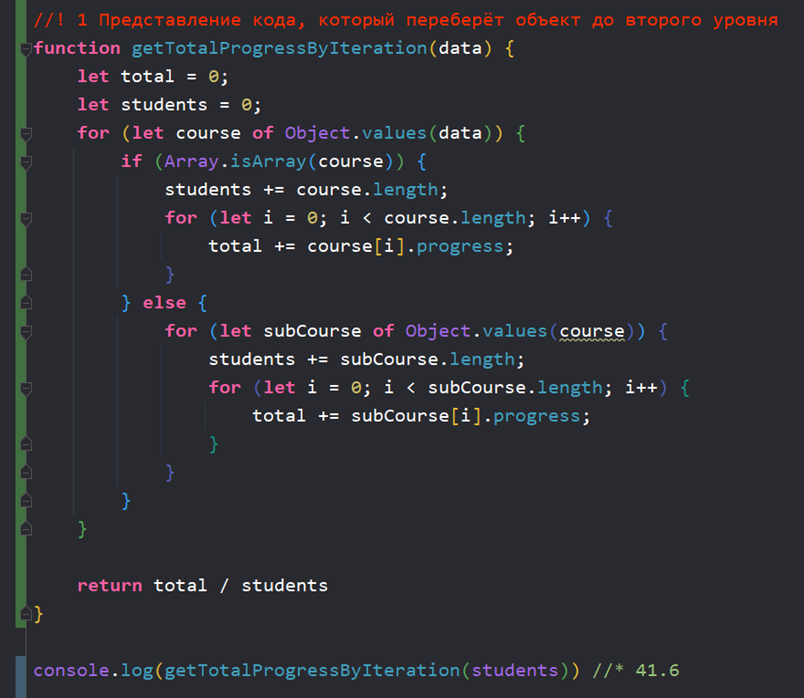 //! 1 Представление кода, который переберёт объект до второго уровня
function getTotalProgressByIteration(data) {
    let total = 0;
    let students = 0;
    for (let course of Object.values(data)) {
        if (Array.isArray(course)) {
            students += course.length;
            for (let i = 0; i < course.length; i++) {
                total += course[i].progress;
            }
        } else {
            for (let subCourse of Object.values(course)) {
                students += subCourse.length;
                for (let i = 0; i < subCourse.length; i++) {
                    total += subCourse[i].progress;
                }
            }
        }
    }
    return total / students
}
console.log(getTotalProgressByIteration(students)) //* 41.6